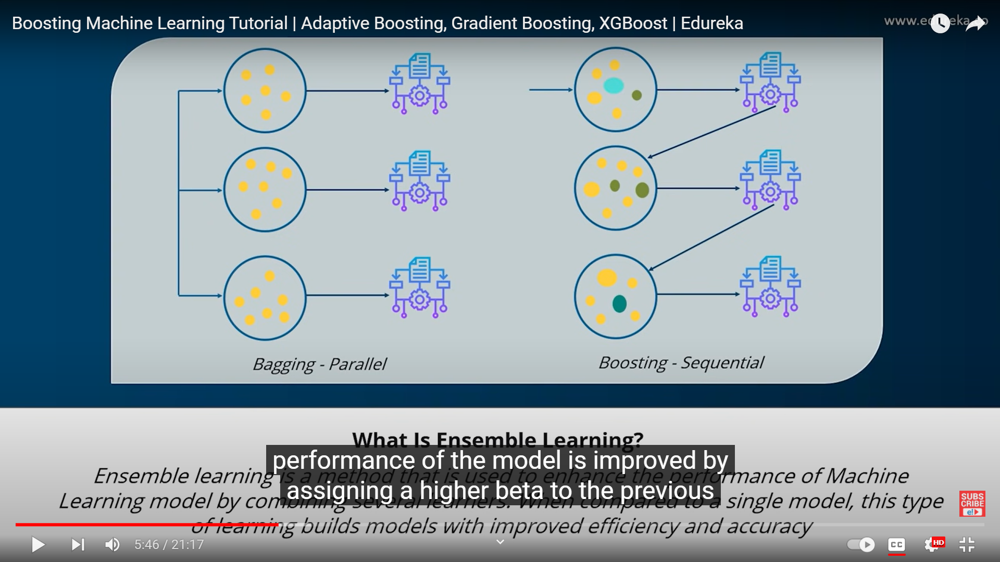 Boosting Machine Learning Tutorial | Adaptive Boosting, Gradient Boosting, XGBoost | Edureka
www.edureka.co
Bagging - Parallel
Boosting - Sequential
What Is Ensemble Learning?
performance of the model is improved by
assigning a higher beta to the previous
Ensemble learning is a method that is used to enhance the performance of Machine
Learning model by combining several learners. When compared to a single model, this type
of learning builds models with improved efficiency and accuracy
SUBS
CRIBE
e!
5:46 / 21:17
CC
HD